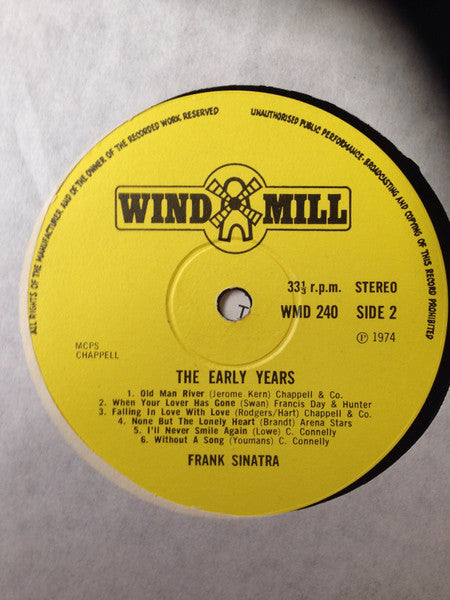 ALL RIGHTS OF THE MANUFACTURER AND OF THE OWNER OF THE RECORDED WORK RESERVED
UNAUTHORISED PUBLIC PERFORMANCE, BROADCASTING AND COPYING OF THIS RECORD PROHIBITED
WIND MILL
33⅓ r.p.m. STEREO
WMD 240 SIDE 2
℗ 1974
MCPS
CHAPPELL
THE EARLY YEARS
1. Old Man River (Jerome Kern) Chappell & Co.
2. When Your Lover Has Gone (Swan) Francis Day & Hunter
3. Falling In Love With Love (Rodgers/Hart) Chappell & Co.
4. None But The Lonely Heart (Brandt) Arena Stars
5. I'll Never Smile Again (Lowe) C. Connelly
6. Without A Song (Youmans) C. Connelly
FRANK SINATRA